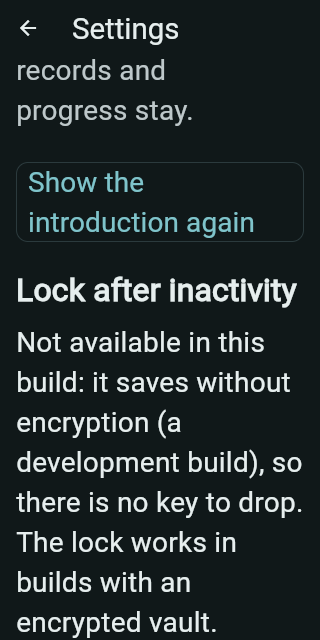 Settings
records and
progress stay.
Show the
introduction again
Lock after inactivity
Not available in this
build: it saves without
encryption (a
development build), so
there is no key to drop.
The lock works in
builds with an
encrypted vault.